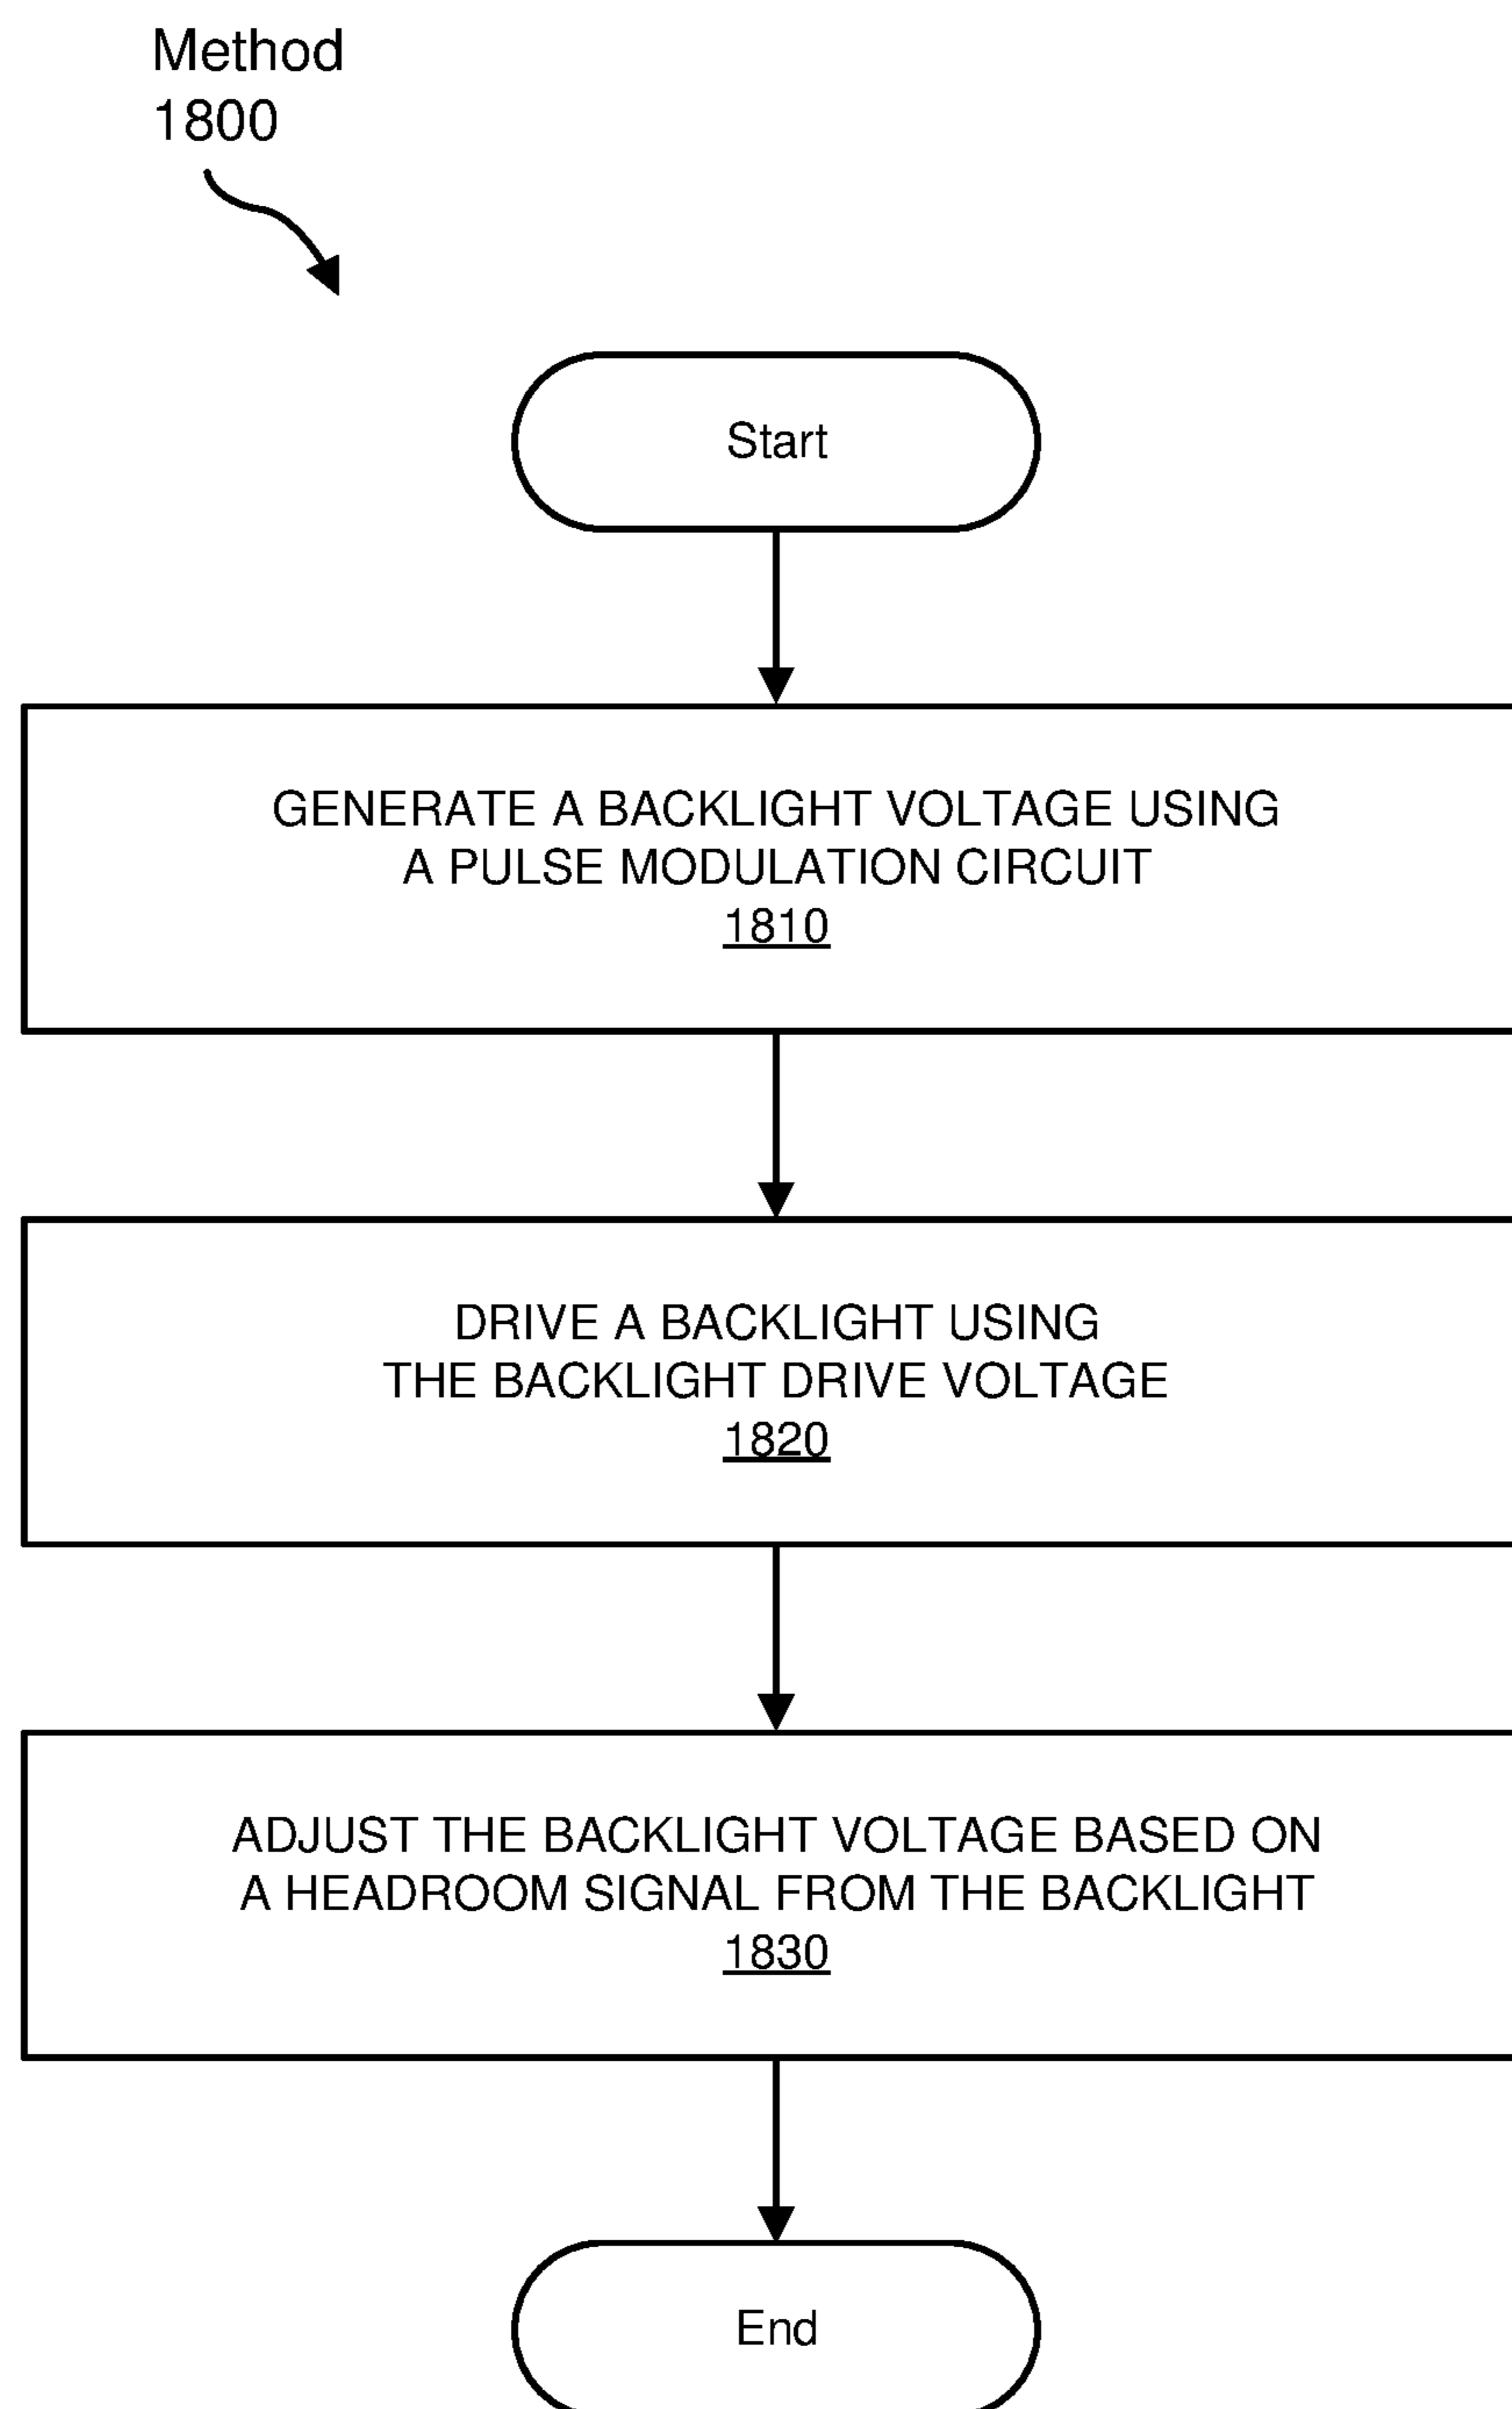 Method
1800
Start
GENERATE A BACKLIGHT VOLTAGE USING
A PULSE MODULATION CIRCUIT
1810
DRIVE A BACKLIGHT USING
THE BACKLIGHT DRIVE VOLTAGE
1820
ADJUST THE BACKLIGHT VOLTAGE BASED ON
A HEADROOM SIGNAL FROM THE BACKLIGHT
1830
End